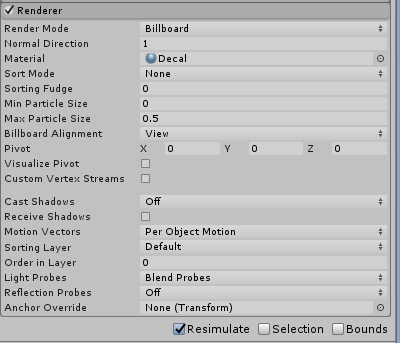 Renderer
Render Mode Billboard
Normal Direction 1
Material Decal
Sort Mode None
Sorting Fudge 0
Min Particle Size 0
Max Particle Size 0.5
Billboard Alignment View
Pivot X 0 Y 0 Z 0
Visualize Pivot
Custom Vertex Streams
Cast Shadows Off
Receive Shadows
Motion Vectors Per Object Motion
Sorting Layer Default
Order in Layer 0
Light Probes Blend Probes
Reflection Probes Off
Anchor Override None (Transform)
Resimulate Selection Bounds